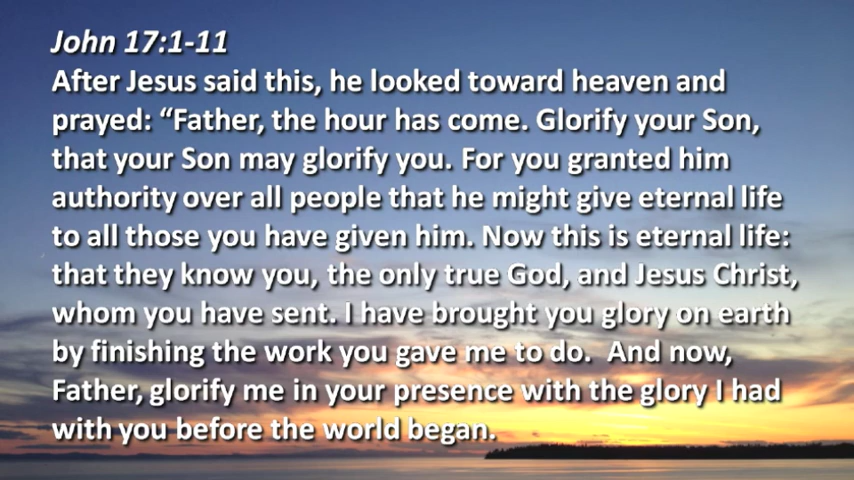 John 17:1-11
After Jesus said this, he looked toward heaven and
prayed: “Father, the hour has come. Glorify your Son,
that your Son may glorify you. For you granted him
authority over all people that he might give eternal life
to all those you have given him. Now this is eternal life:
that they know you, the only true God, and Jesus Christ,
whom you have sent. I have brought you glory on earth
by finishing the work you gave me to do.  And now,
Father, glorify me in your presence with the glory I had
with you before the world began.